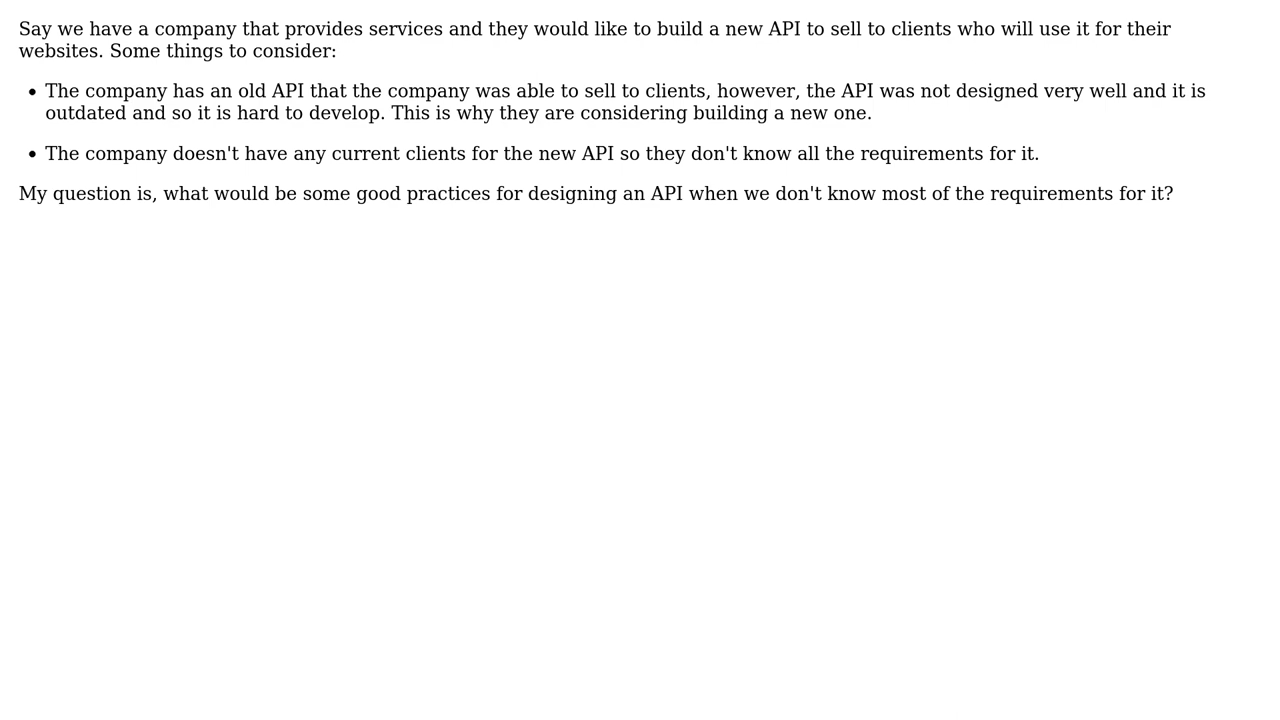 Say we have a company that provides services and they would like to build a new API to sell to clients who will use it for their
websites. Some things to consider:
• The company has an old API that the company was able to sell to clients, however, the API was not designed very well and it is
outdated and so it is hard to develop. This is why they are considering building a new one.
• The company doesn't have any current clients for the new API so they don't know all the requirements for it.
My question is, what would be some good practices for designing an API when we don't know most of the requirements for it?